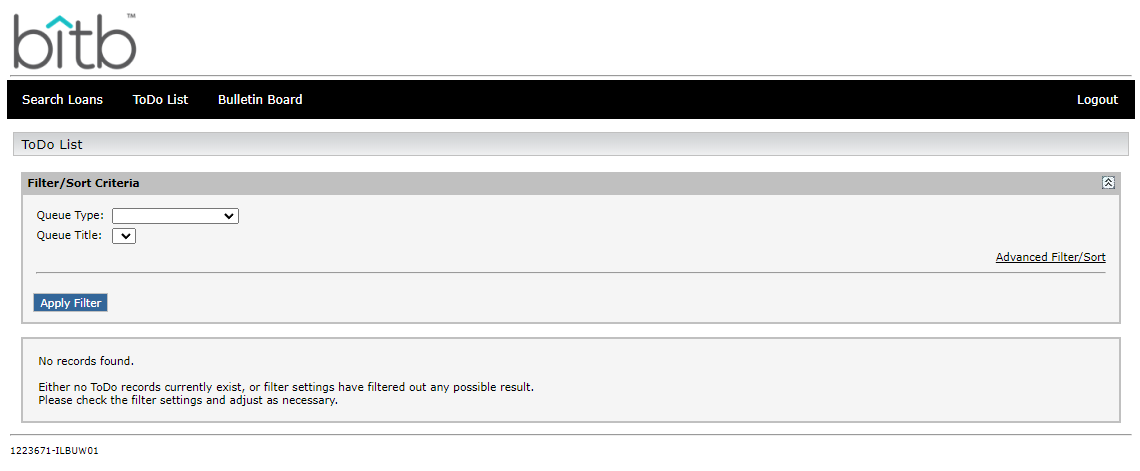 bîtb™
Search Loans ToDo List Bulletin Board Logout
ToDo List
Filter/Sort Criteria
Queue Type:
Queue Title:
Advanced Filter/Sort
Apply Filter
No records found.
Either no ToDo records currently exist, or filter settings have filtered out any possible result.
Please check the filter settings and adjust as necessary.
1223671-ILBUW01